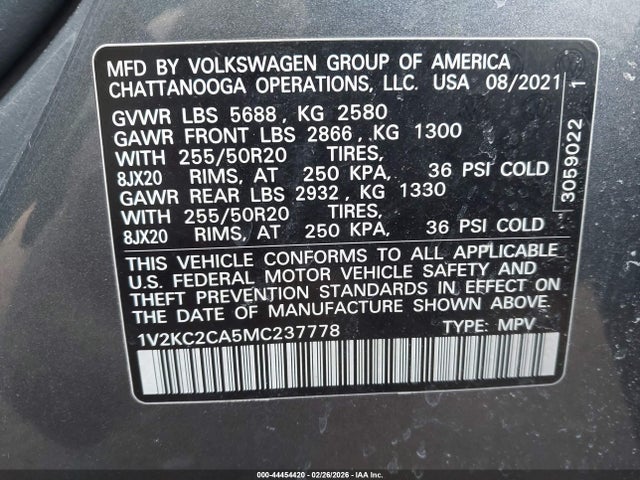 MFD BY VOLKSWAGEN GROUP OF AMERICA
CHATTANOOGA OPERATIONS, LLC. USA 08/2021
GVWR LBS 5688, KG 2580
GAWR FRONT LBS 2866, KG 1300
WITH 255/50R20 TIRES,
8JX20 RIMS, AT 250 KPA, 36 PSI COLD
GAWR REAR LBS 2932, KG 1330
WITH 255/50R20 TIRES,
8JX20 RIMS, AT 250 KPA, 36 PSI COLD
THIS VEHICLE CONFORMS TO ALL APPLICABLE
U.S. FEDERAL MOTOR VEHICLE SAFETY AND
THEFT PREVENTION STANDARDS IN EFFECT ON
THE DATE OF MANUFACTURE SHOWN ABOVE.
1V2KC2CA5MC237778 TYPE: MPV
3059022 1
000-44454420 - 02/26/2026 - IAA Corp.